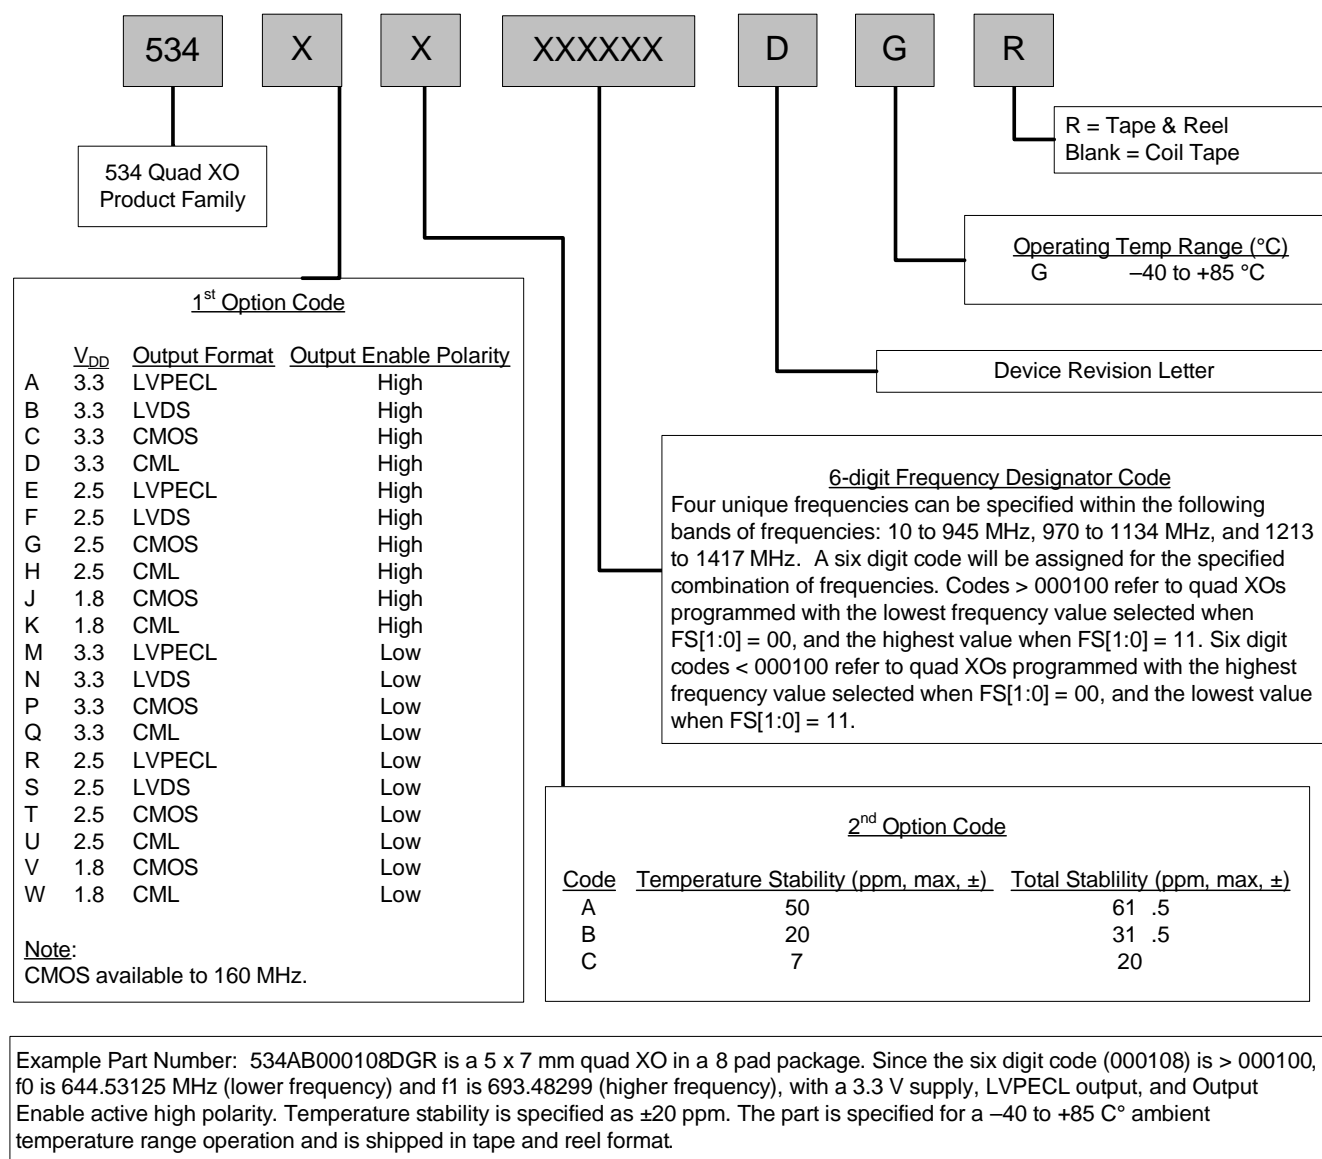 534 X X XXXXXX D G R
R = Tape & Reel
Blank = Coil Tape
534 Quad XO
Product Family
Operating Temp Range (°C)
G –40 to +85 °C
Device Revision Letter
1st Option Code
VDD Output Format Output Enable Polarity
A 3.3 LVPECL High
B 3.3 LVDS High
C 3.3 CMOS High
D 3.3 CML High
E 2.5 LVPECL High
F 2.5 LVDS High
G 2.5 CMOS High
H 2.5 CML High
J 1.8 CMOS High
K 1.8 CML High
M 3.3 LVPECL Low
N 3.3 LVDS Low
P 3.3 CMOS Low
Q 3.3 CML Low
R 2.5 LVPECL Low
S 2.5 LVDS Low
T 2.5 CMOS Low
U 2.5 CML Low
V 1.8 CMOS Low
W 1.8 CML Low
Note:
CMOS available to 160 MHz.
6-digit Frequency Designator Code
Four unique frequencies can be specified within the following
bands of frequencies: 10 to 945 MHz, 970 to 1134 MHz, and 1213
to 1417 MHz. A six digit code will be assigned for the specified
combination of frequencies. Codes > 000100 refer to quad XOs
programmed with the lowest frequency value selected when
FS[1:0] = 00, and the highest value when FS[1:0] = 11. Six digit
codes < 000100 refer to quad XOs programmed with the highest
frequency value selected when FS[1:0] = 00, and the lowest value
when FS[1:0] = 11.
2nd Option Code
Code Temperature Stability (ppm, max, ±) Total Stablility (ppm, max, ±)
A 50 61 .5
B 20 31 .5
C 7 20
Example Part Number: 534AB000108DGR is a 5 x 7 mm quad XO in a 8 pad package. Since the six digit code (000108) is > 000100,
f0 is 644.53125 MHz (lower frequency) and f1 is 693.48299 (higher frequency), with a 3.3 V supply, LVPECL output, and Output
Enable active high polarity. Temperature stability is specified as ±20 ppm. The part is specified for a –40 to +85 C° ambient
temperature range operation and is shipped in tape and reel format.